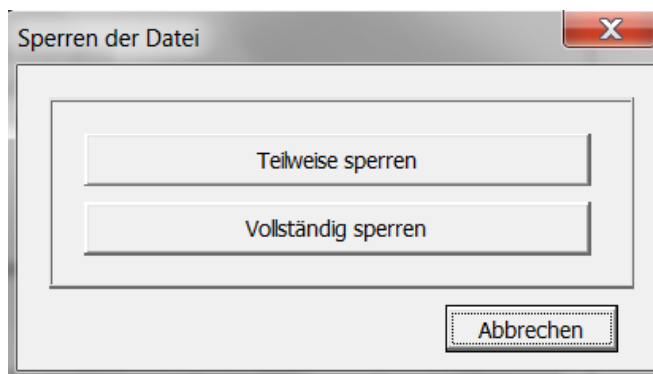 Sperren der Datei
Teilweise sperren
Vollständig sperren
Abbrechen